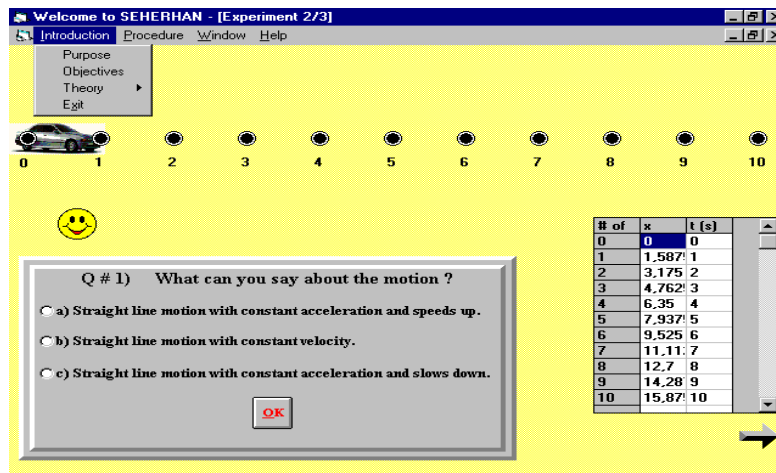 Welcome to SEHERHAN - [Experiment 2/3]
Introduction Procedure Window Help
Purpose
Objectives
Theory
Exit
0 1 2 3 4 5 6 7 8 9 10
# of x t (s)
0 0 0
1 1,587 1
2 3,175 2
3 4,762 3
4 6,35 4
5 7,937 5
6 9,525 6
7 11,11 7
8 12,7 8
9 14,28 9
10 15,87 10
Q # 1) What can you say about the motion ?
a) Straight line motion with constant acceleration and speeds up.
b) Straight line motion with constant velocity.
c) Straight line motion with constant acceleration and slows down.
OK